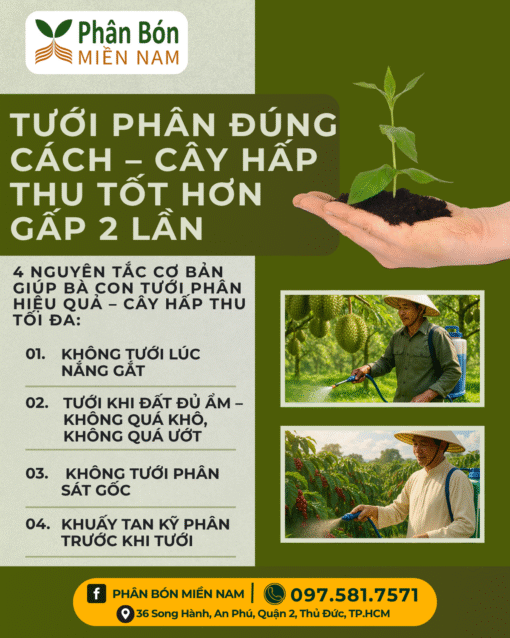 Phân Bón
MIỀN NAM
TƯỚI PHÂN ĐÚNG
CÁCH – CÂY HẤP
THU TỐT HƠN
GẤP 2 LẦN
4 NGUYÊN TẮC CƠ BẢN
GIÚP BÀ CON TƯỚI PHÂN
HIỆU QUẢ – CÂY HẤP THU
TỐI ĐA:
01. KHÔNG TƯỚI LÚC
NẮNG GẮT
02. TƯỚI KHI ĐẤT ĐỦ ẨM –
KHÔNG QUÁ KHÔ,
KHÔNG QUÁ ƯỚT
03. KHÔNG TƯỚI PHÂN
SÁT GỐC
04. KHUẤY TAN KỸ PHÂN
TRƯỚC KHI TƯỚI
PHÂN BÓN MIỀN NAM | 097.581.7571
36 Song Hành, An Phú, Quận 2, Thủ Đức, TP.HCM